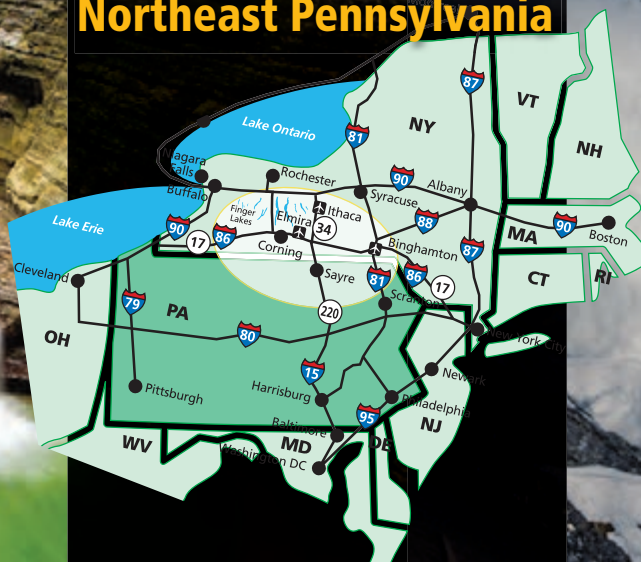 Northeast Pennsylvania
87
VT
Lake Ontario
NY
81
NH
Niagara
Falls
Rochester
90
Albany
Buffalo
Syracuse
Finger
Lakes
Ithaca
Elmira
34
88
Lake Erie
90
17
86
Corning
Binghamton
87
MA
90
Boston
Cleveland
Sayre
81
86
17
CT
RI
79
PA
Scranton
220
OH
80
New York City
15
Newark
Pittsburgh
Harrisburg
Philadelphia
95
NJ
Baltimore
WV
MD
DE
Washington DC